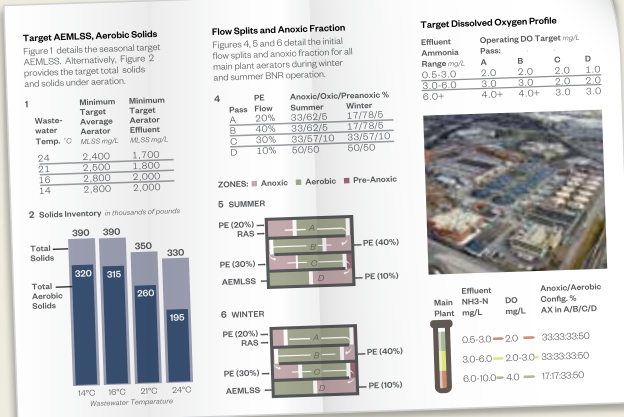 Target AEMLSS, Aerobic Solids
Figure 1 details the seasonal target
AEMLSS. Alternatively, Figure 2
provides the target total solids
and solids under aeration.
1
Waste-
water
Temp. °C
Minimum
Target
Average
Aerator
MLSS mg/L
Minimum
Target
Aerator
Effluent
MLSS mg/L
24 2,400 1,700
21 2,500 1,800
16 2,800 2,000
14 2,800 2,000
2 Solids Inventory in thousands of pounds
390 390 350 330
Total
Solids
320 315 260 195
Total
Aerobic
Solids
14°C 16°C 21°C 24°C
Wastewater Temperature
Flow Splits and Anoxic Fraction
Figures 4, 5 and 6 detail the initial
flow splits and anoxic fraction for all
main plant aerators during winter
and summer BNR operation.
4
PE Anoxic/Oxic/Preanoxic %
Pass Flow Summer Winter
A 20% 33/62/5 17/78/5
B 40% 33/62/5 17/78/5
C 30% 33/57/10 33/57/10
D 10% 50/50 50/50
ZONES: Anoxic Aerobic Pre-Anoxic
5 SUMMER
PE (20%)
RAS
A
B
PE (40%)
PE (30%)
C
AEMLSS
D
PE (10%)
6 WINTER
PE (20%)
RAS
A
B
PE (40%)
PE (30%)
C
AEMLSS
D
PE (10%)
Target Dissolved Oxygen Profile
Effluent
Ammonia
Range mg/L
Operating DO Target mg/L
Pass:
A B C D
0.5-3.0 2.0 2.0 2.0 1.0
3.0-6.0 3.0 3.0 2.0 2.0
6.0+ 4.0+ 4.0+ 3.0 3.0
Main
Plant
Effluent
NH3-N
mg/L
DO
mg/L
Anoxic/Aerobic
Config. %
AX in A/B/C/D
0.5-3.0 2.0 33:33:33:50
3.0-6.0 2.0-3.0 33:33:33:50
6.0-10.0 4.0 17:17:33:50